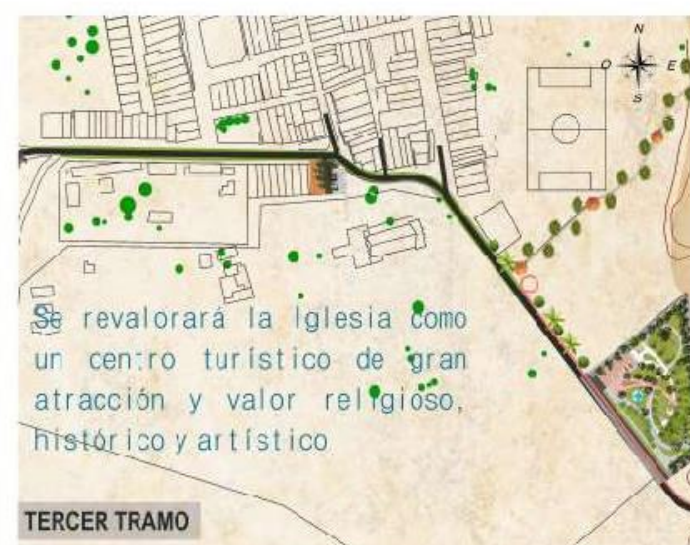 N
O E
S
Se revalorará la Iglesia como
un centro turístico de gran
atracción y valor religioso,
histórico y artístico
TERCER TRAMO